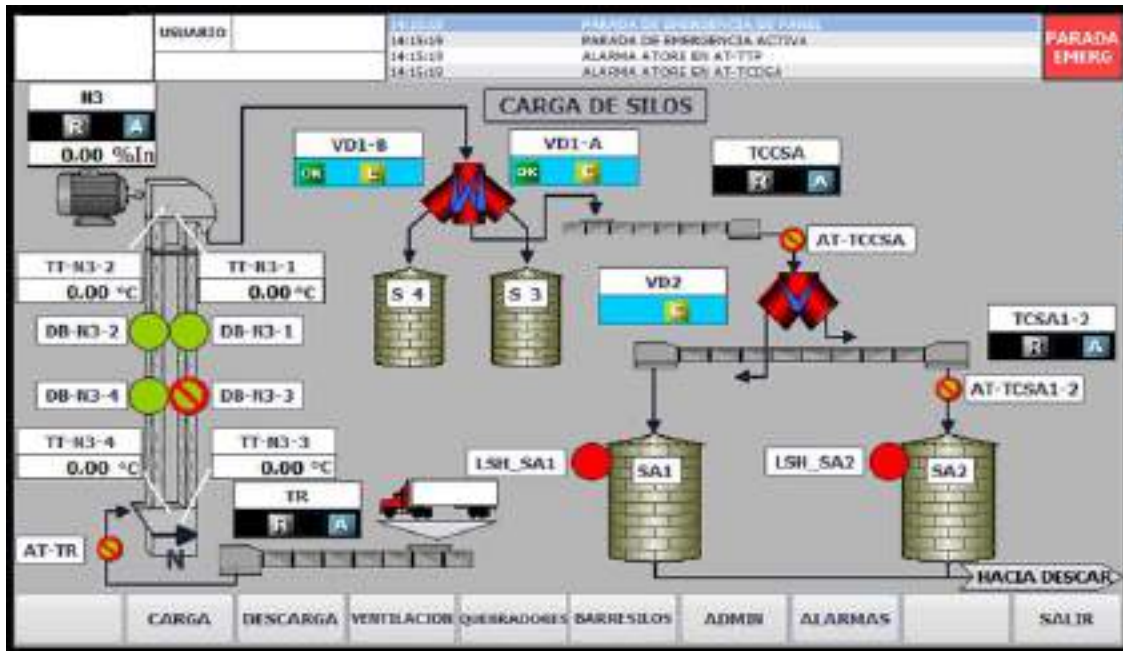 USUARIO
14:15:19 PARADA DE EMERGENCIA DE PANEL
14:15:19 PARADA DE EMERGENCIA ACTIVA
14:15:19 ALARMA ATORE EN AT-TTP
14:15:19 ALARMA ATORE EN AT-TCDSA
PARADA
EMERG
N3
R A
0.00 %In
CARGA DE SILOS
VD1-B
OK C
VD1-A
OK C
TCCSA
R A
AT-TCCSA
TT-N3-2
0.00 °C
TT-N3-1
0.00 °C
S 4
S 3
VD2
C
DB-N3-2
DB-N3-1
TCSA1-2
R A
DB-N3-4
DB-N3-3
AT-TCSA1-2
TT-N3-4
0.00 °C
TT-N3-3
0.00 °C
LSH_SA1
SA1
LSH_SA2
SA2
TR
R A
AT-TR
N
HACIA DESCAR
CARGA
DESCARGA
VENTILACION
QUEBRADORES
BARRESILOS
ADMIN
ALARMAS
SALIR